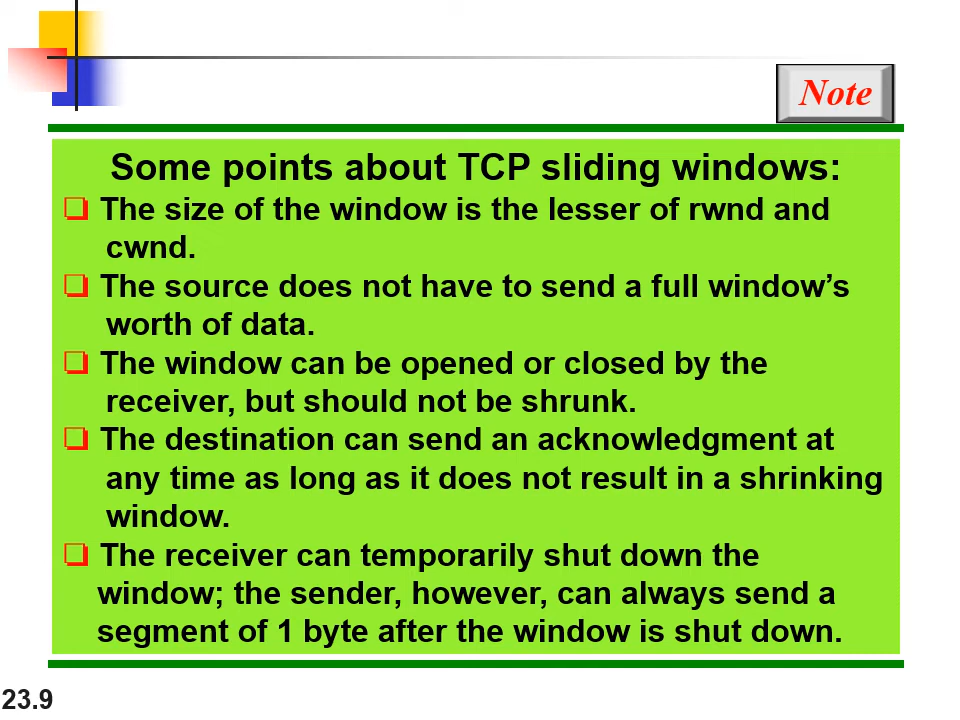 Note
Some points about TCP sliding windows:
❏ The size of the window is the lesser of rwnd and
cwnd.
❏ The source does not have to send a full window’s
worth of data.
❏ The window can be opened or closed by the
receiver, but should not be shrunk.
❏ The destination can send an acknowledgment at
any time as long as it does not result in a shrinking
window.
❏ The receiver can temporarily shut down the
window; the sender, however, can always send a
segment of 1 byte after the window is shut down.
23.9